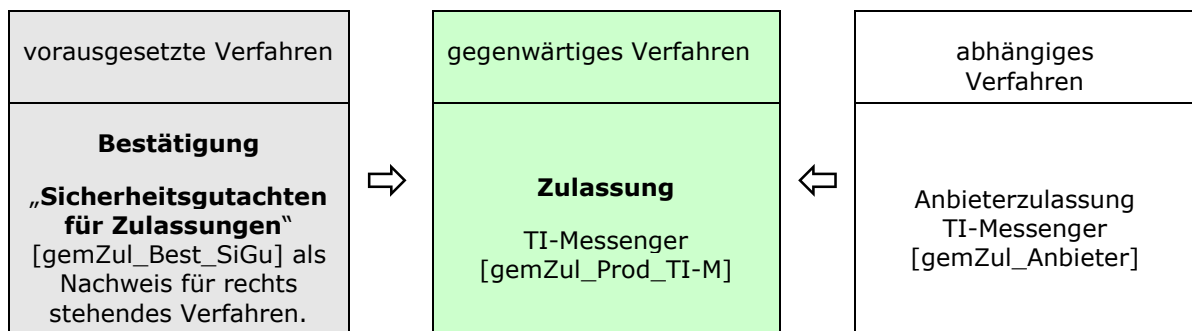 vorausgesetzte Verfahren
Bestätigung
„Sicherheitsgutachten
für Zulassungen“
[gemZul_Best_SiGu] als
Nachweis für rechts
stehendes Verfahren.
⇨
gegenwärtiges Verfahren
Zulassung
TI-Messenger
[gemZul_Prod_TI-M]
⇦
abhängiges
Verfahren
Anbieterzulassung
TI-Messenger
[gemZul_Anbieter]